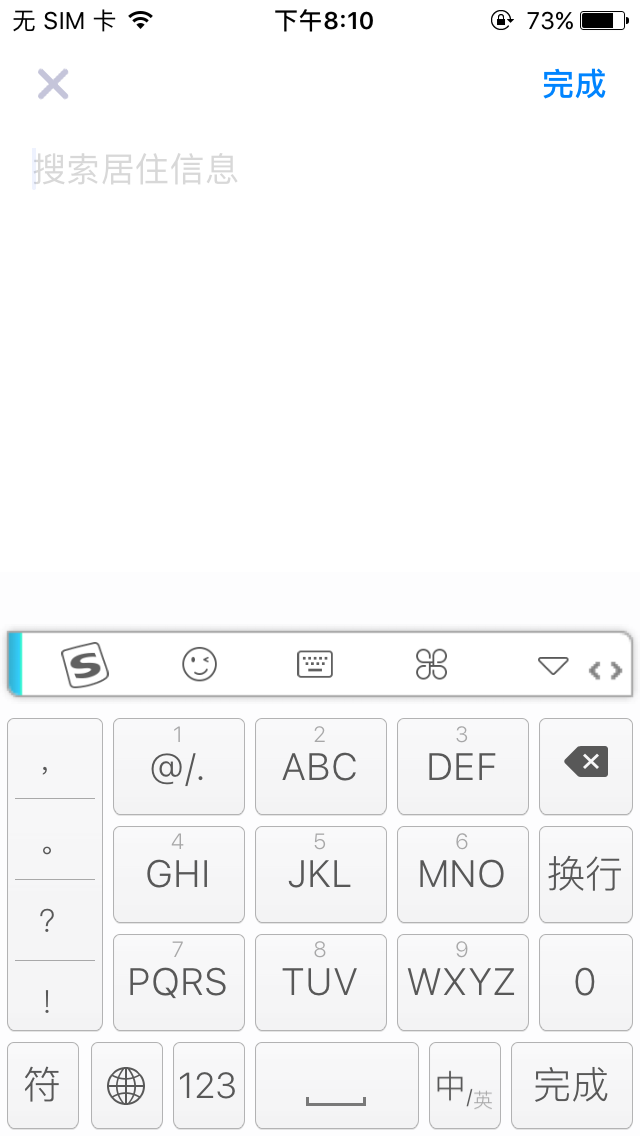 无 SIM 卡 下午8:10 73%
完成
搜索居住信息
S
, 1 @/. 2 ABC 3 DEF
。 4 GHI 5 JKL 6 MNO 换行
?
! 7 PQRS 8 TUV 9 WXYZ 0
符 123 中/英 完成